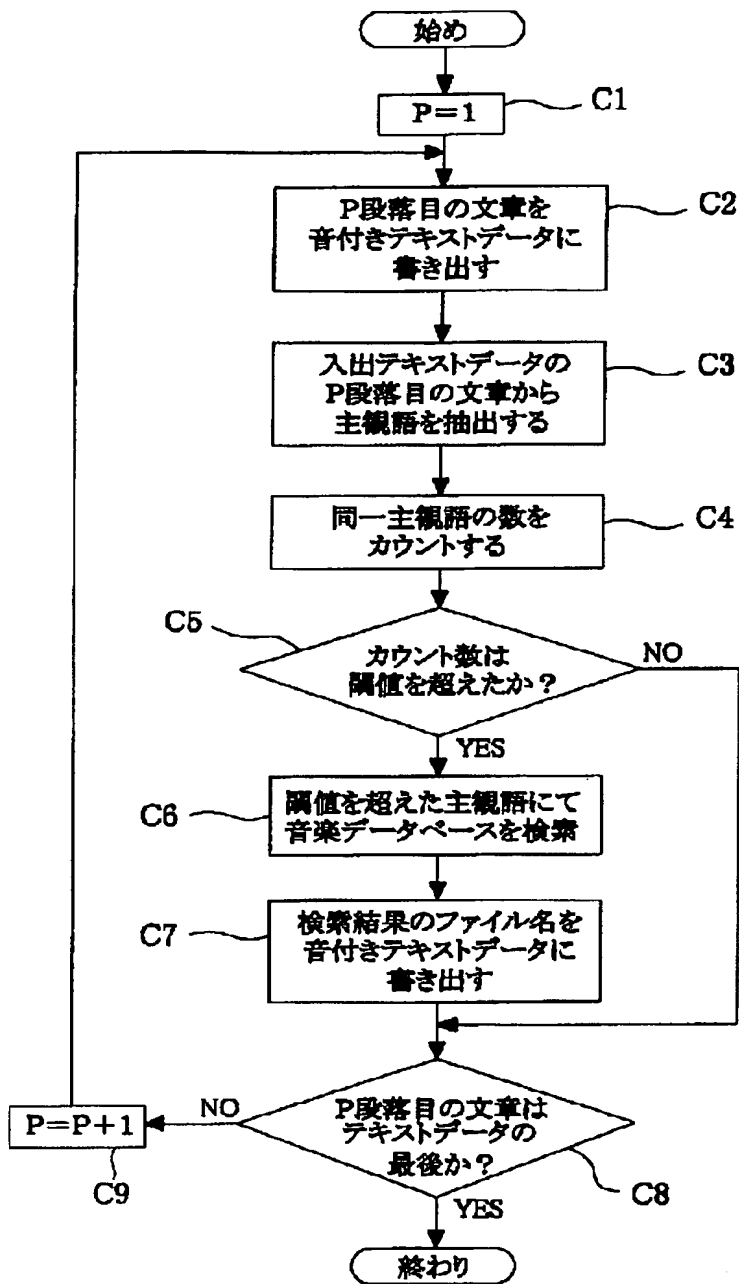 始め
P=1
C1
P段落目の文章を
音付きテキストデータに
書き出す
C2
入出テキストデータの
P段落目の文章から
主観語を抽出する
C3
同一主観語の数を
カウントする
C4
C5
カウント数は
閾値を超えたか?
NO
YES
C6
閾値を超えた主観語にて
音楽データベースを検索
C7
検索結果のファイル名を
音付きテキストデータに
書き出す
P=P+1
C9
NO
P段落目の文章は
テキストデータの
最後か?
C8
YES
終わり